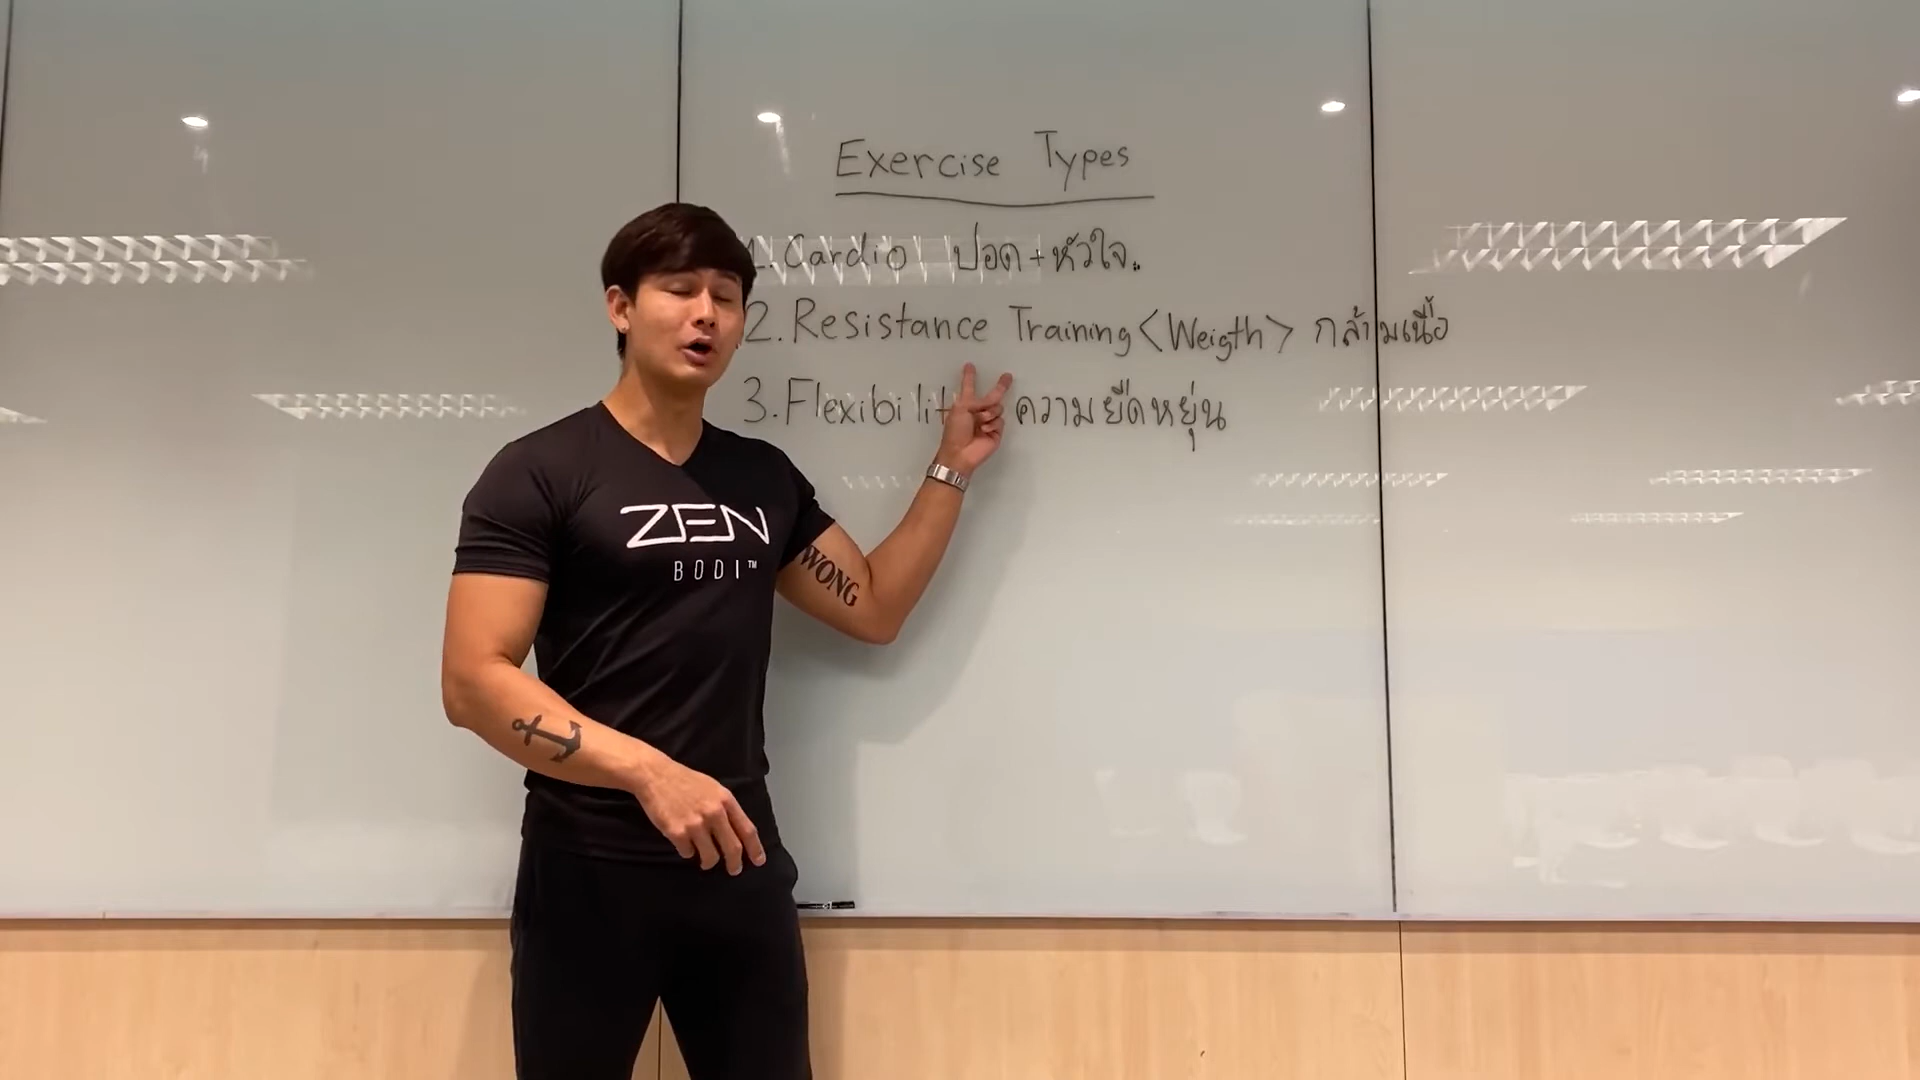 Exercise Types
1. Cardio ปอด+หัวใจ
2. Resistance Training <Weigth> กล้ามเนื้อ
3. Flexibilit ความยืดหยุ่น
ZEN
BODI™
WONG